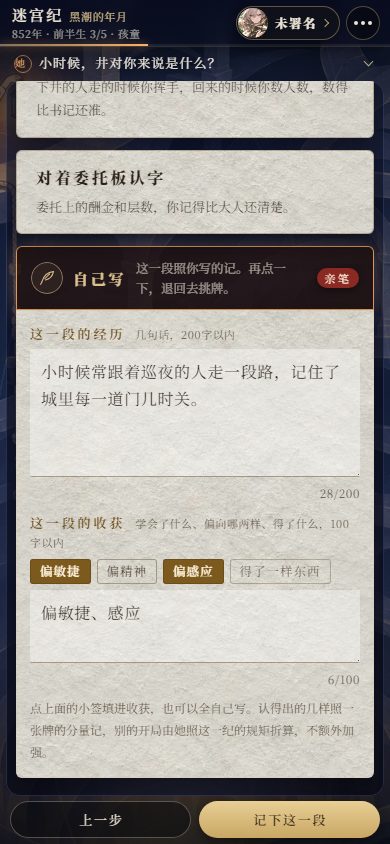 迷宫纪 黑潮的年月
852年 · 前半生 3/5 · 孩童
未署名
她 小时候，井对你来说是什么？
下井的人走的时候你挥手，回来的时候你数人数，数得
比书记还准。
对着委托板认字
委托上的酬金和层数，你记得比大人还清楚。
自己写
这一段照你写的记。再点一
下，退回去挑牌。
亲笔
这一段的经历 几句话，200字以内
小时候常跟着巡夜的人走一段路，记住了
城里每一道门几时关。
28/200
这一段的收获 学会了什么、偏向哪两样、得了什么，100
字以内
偏敏捷 偏精神 偏感应 得了一样东西
偏敏捷、感应
6/100
点上面的小签填进收获，也可以全自己写。认得出的几样照一
张牌的分量记，别的开局由她照这一纪的规矩折算，不额外加
强。
上一步 记下这一段